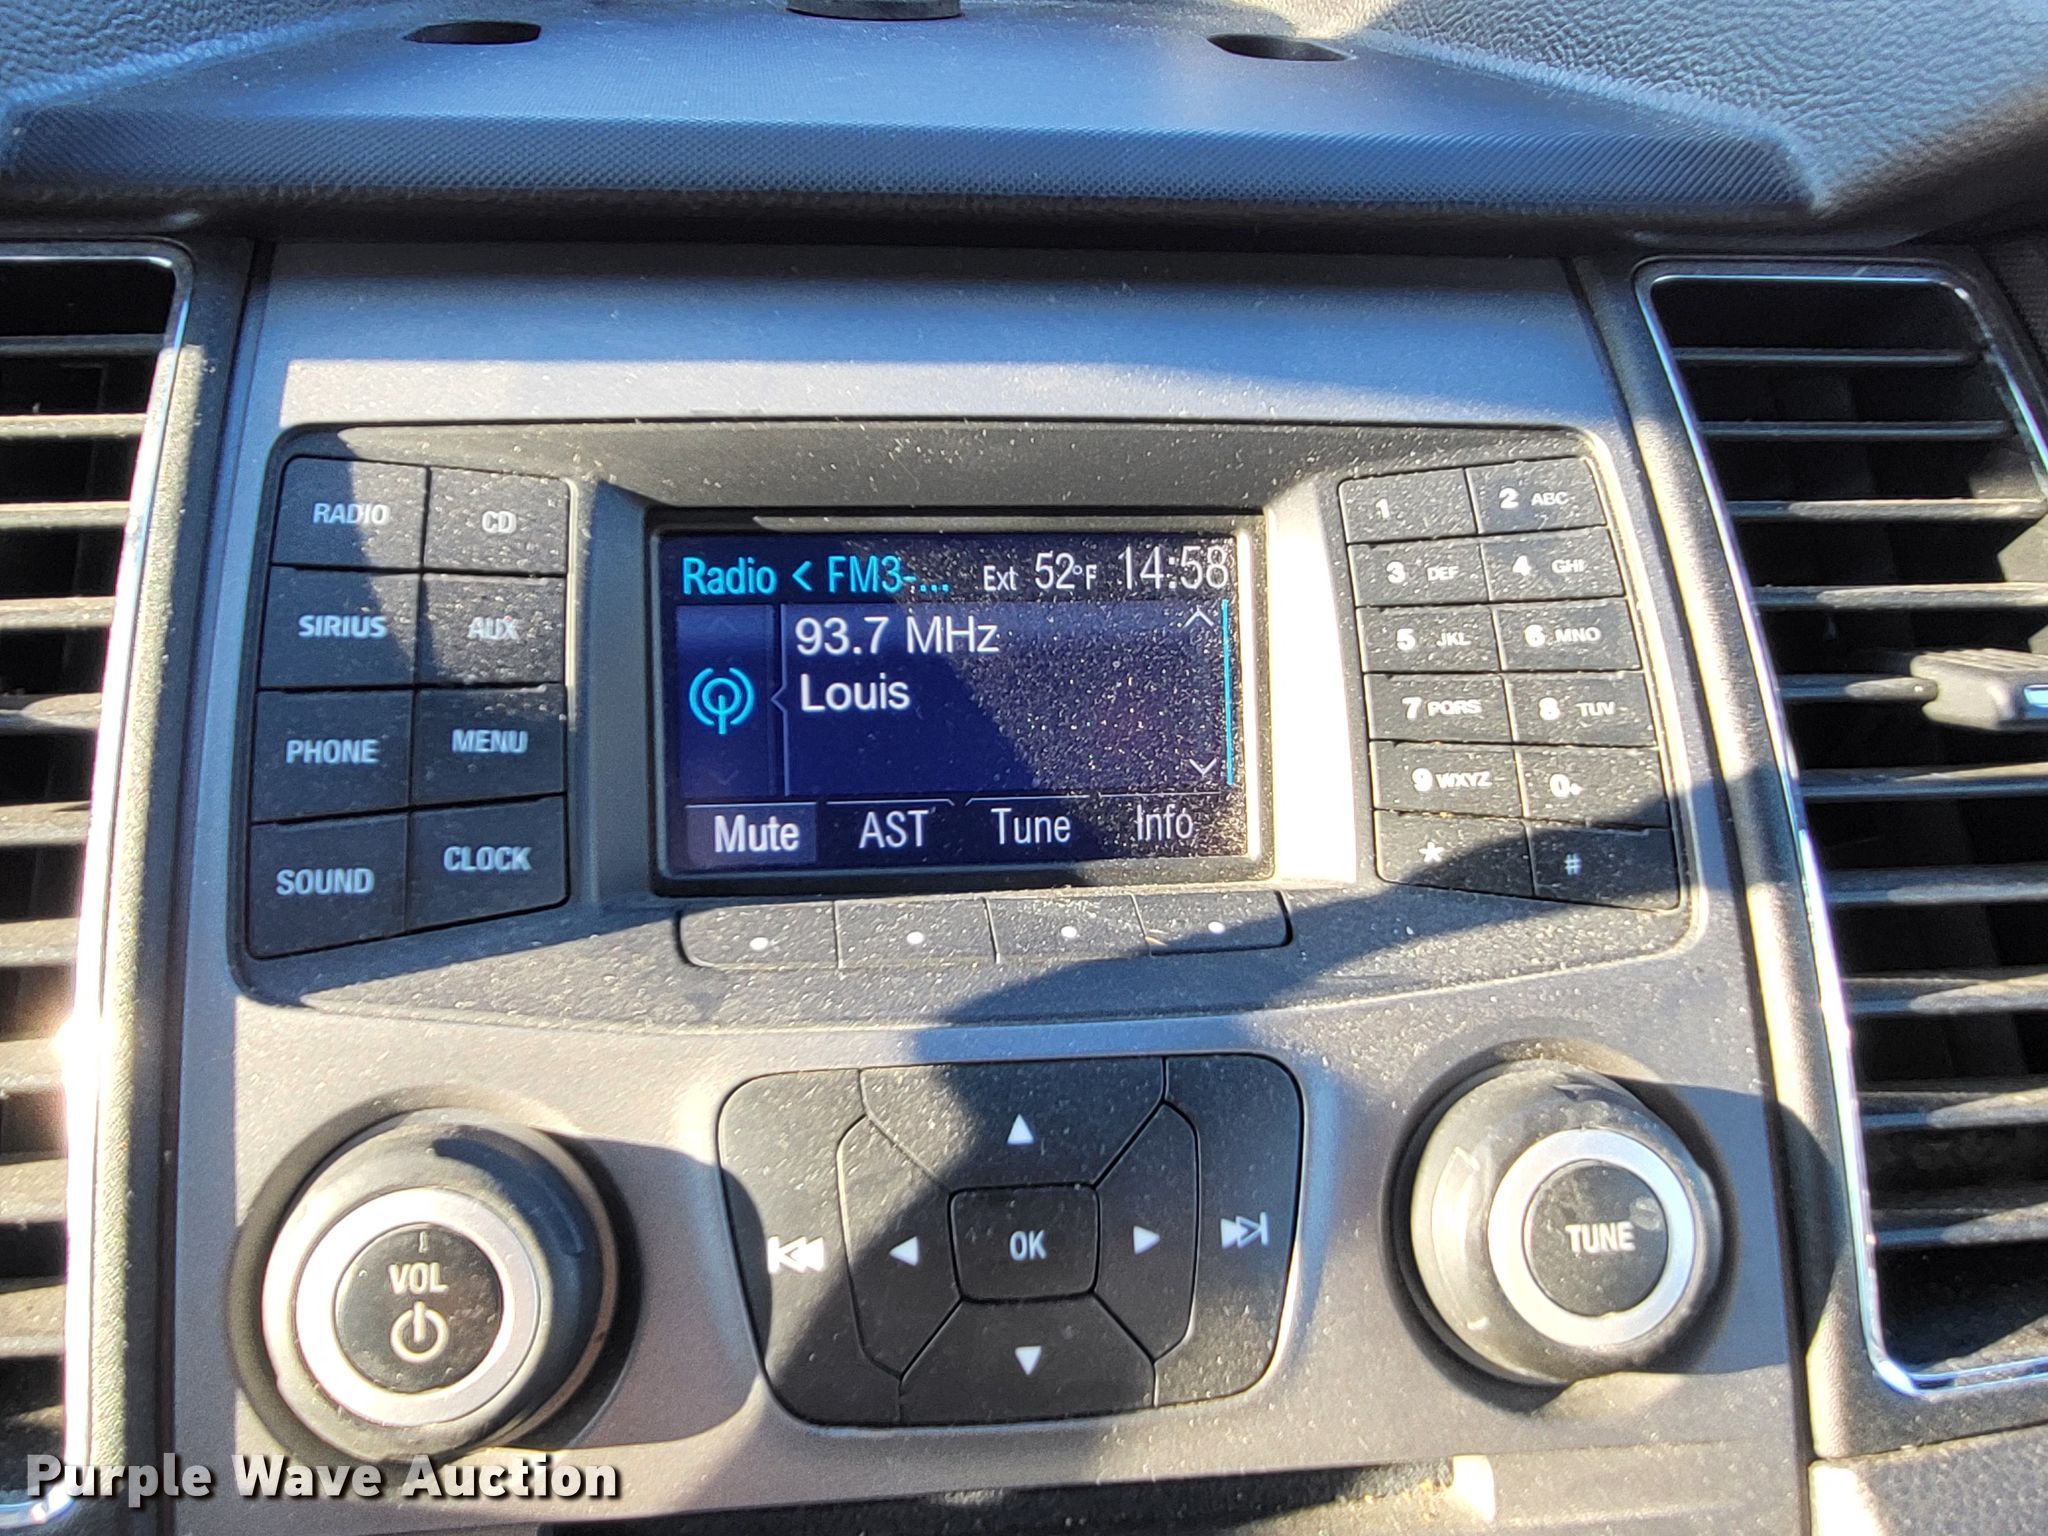 Radio < FM3-... Ext 52°F 14:58
93.7 MHz
Louis
Mute AST Tune Info
RADIO CD
SIRIUS AUX
PHONE MENU
SOUND CLOCK
1 2 ABC
3 DEF 4 GHI
5 JKL 6 MNO
7 PQRS 8 TUV
9 WXYZ 0+
* #
VOL
OK
TUNE
Purple Wave Auction